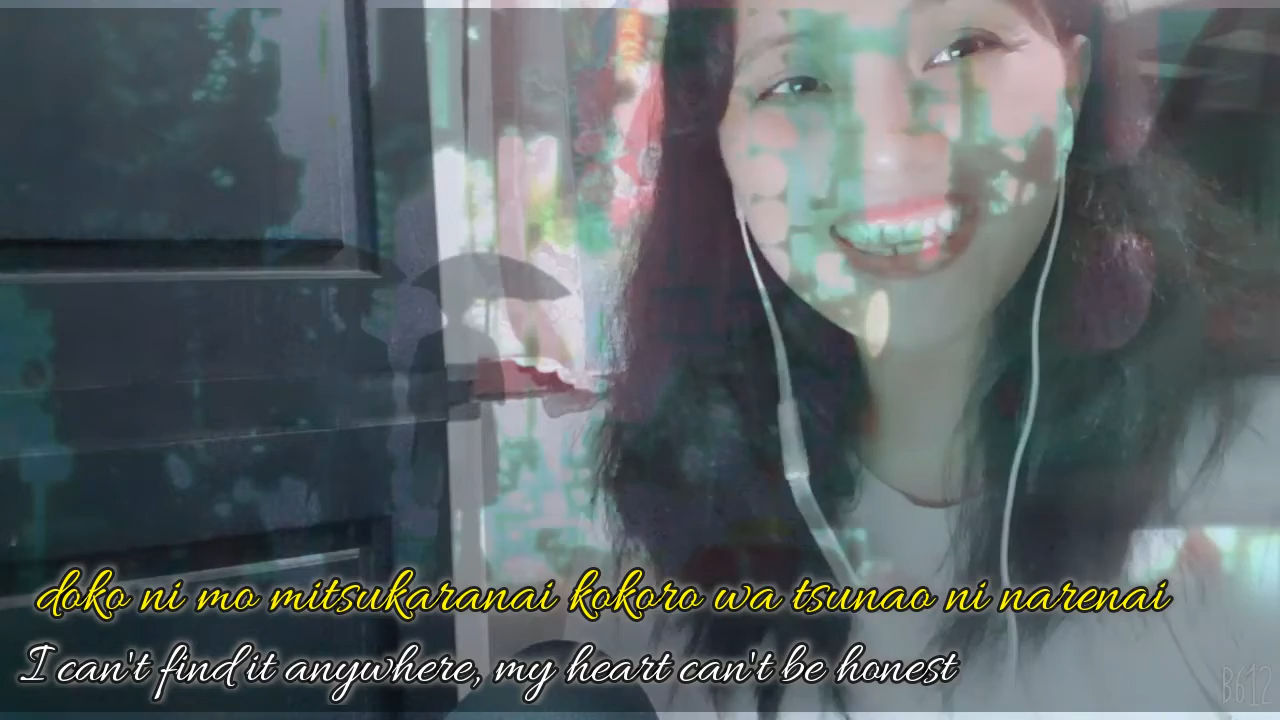 doko ni mo mitsukaranai kokoro wa tsunao ni narenai
I can't find it anywhere, my heart can't be honest
B612